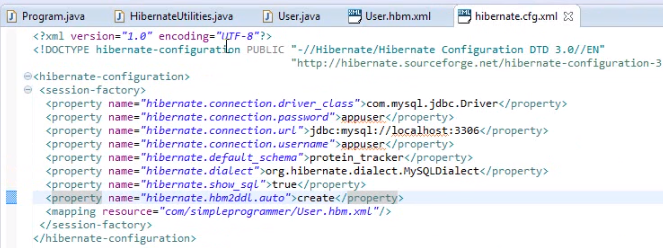 Program.java HibernateUtilities.java User.java User.hbm.xml hibernate.cfg.xml
<?xml version="1.0" encoding="UTF-8"?>
<!DOCTYPE hibernate-configuration PUBLIC "-//Hibernate/Hibernate Configuration DTD 3.0//EN"
"http://hibernate.sourceforge.net/hibernate-configuration-3
<hibernate-configuration>
<session-factory>
<property name="hibernate.connection.driver_class">com.mysql.jdbc.Driver</property>
<property name="hibernate.connection.password">appuser</property>
<property name="hibernate.connection.url">jdbc:mysql://localhost:3306</property>
<property name="hibernate.connection.username">appuser</property>
<property name="hibernate.default_schema">protein_tracker</property>
<property name="hibernate.dialect">org.hibernate.dialect.MySQLDialect</property>
<property name="hibernate.show_sql">true</property>
<property name="hibernate.hbm2ddl.auto">create</property>
<mapping resource="com/simpleprogrammer/User.hbm.xml"/>
</session-factory>
</hibernate-configuration>